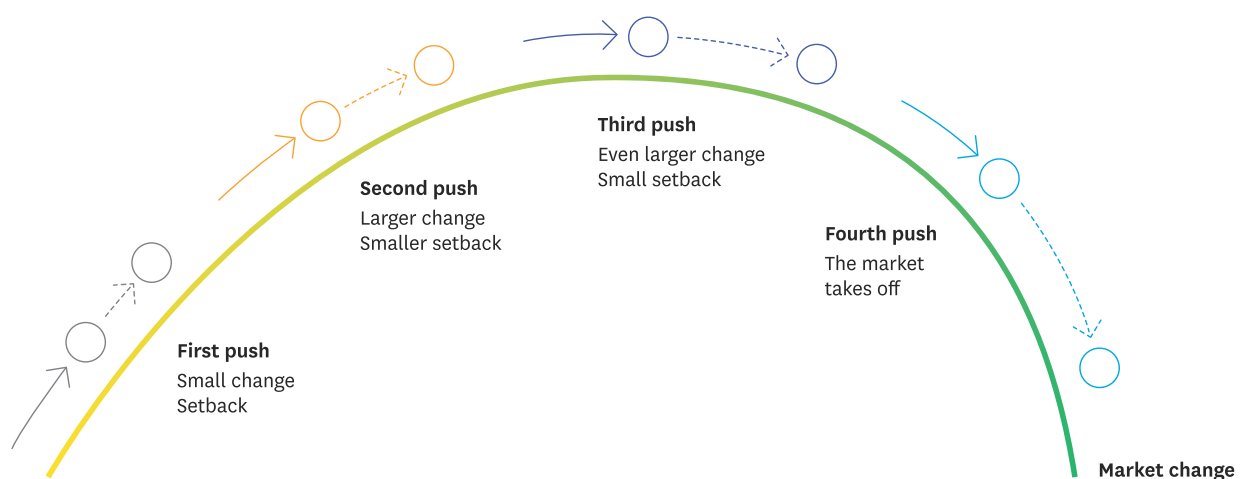 First push
Small change
Setback
Second push
Larger change
Smaller setback
Third push
Even larger change
Small setback
Fourth push
The market
takes off
Market change